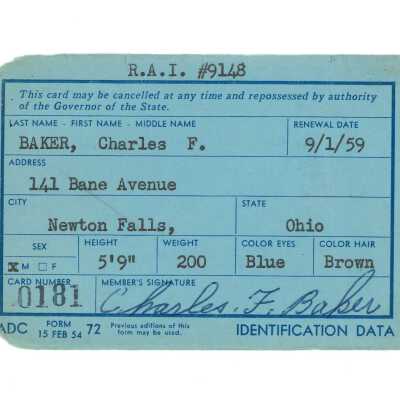 R.A.I. #9148
This card may be cancelled at any time and repossessed by authority
of the Governor of the State.
LAST NAME - FIRST NAME - MIDDLE NAME RENEWAL DATE
BAKER, Charles F. 9/1/59
ADDRESS
141 Bane Avenue
CITY STATE
Newton Falls, Ohio
SEX HEIGHT WEIGHT COLOR EYES COLOR HAIR
X M F 5'9" 200 Blue Brown
CARD NUMBER MEMBER'S SIGNATURE
0181 Charles F. Baker
ADC FORM 15 FEB 54 72 Previous editions of this may be used. IDENTIFICATION DATA